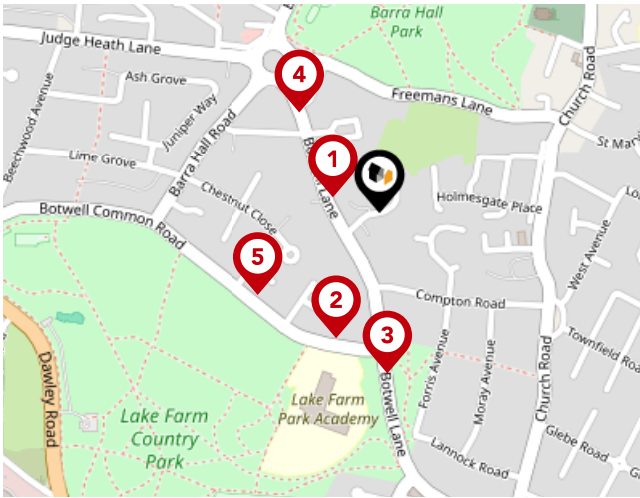 Barra Hall
Park
Judge Heath Lane
Ash Grove
Freemans Lane
Church Road
Beechwood Avenue
Juniper Way
4
St Mar
Barra Hall Road
Lime Grove
1
Lane
Chestnut Close
Holmesgate Place
Botwell Common Road
West Avenue
5
2
Compton Road
3
Townfield Roa
Dawley Road
Forris Avenue
Moray Avenue
Church Road
Lake Farm
Park Academy
Botwell Lane
Lake Farm
Country
Park
Glebe Road
Lannock Road